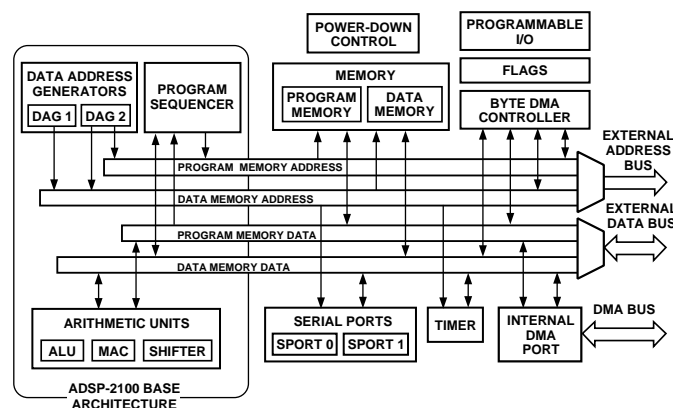 POWER-DOWN
CONTROL
PROGRAMMABLE
I/O
DATA ADDRESS
GENERATORS
DAG 1
DAG 2
PROGRAM
SEQUENCER
MEMORY
PROGRAM
MEMORY
DATA
MEMORY
FLAGS
BYTE DMA
CONTROLLER
EXTERNAL
ADDRESS
BUS
PROGRAM MEMORY ADDRESS
DATA MEMORY ADDRESS
EXTERNAL
DATA BUS
PROGRAM MEMORY DATA
DATA MEMORY DATA
ARITHMETIC UNITS
ALU
MAC
SHIFTER
SERIAL PORTS
SPORT 0
SPORT 1
TIMER
INTERNAL
DMA
PORT
DMA BUS
ADSP-2100 BASE
ARCHITECTURE